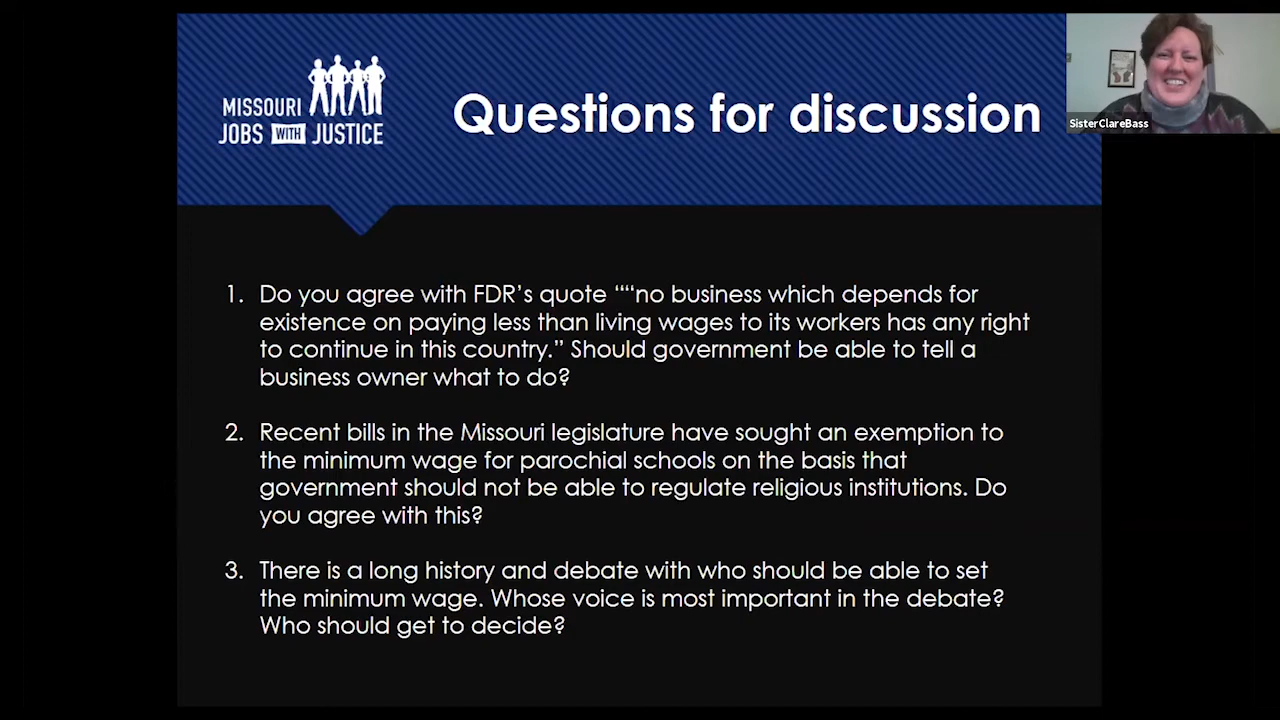 MISSOURI
JOBS WITH JUSTICE
Questions for discussion
SisterClareBass
1. Do you agree with FDR’s quote ““no business which depends for
existence on paying less than living wages to its workers has any right
to continue in this country.” Should government be able to tell a
business owner what to do?
2. Recent bills in the Missouri legislature have sought an exemption to
the minimum wage for parochial schools on the basis that
government should not be able to regulate religious institutions. Do
you agree with this?
3. There is a long history and debate with who should be able to set
the minimum wage. Whose voice is most important in the debate?
Who should get to decide?